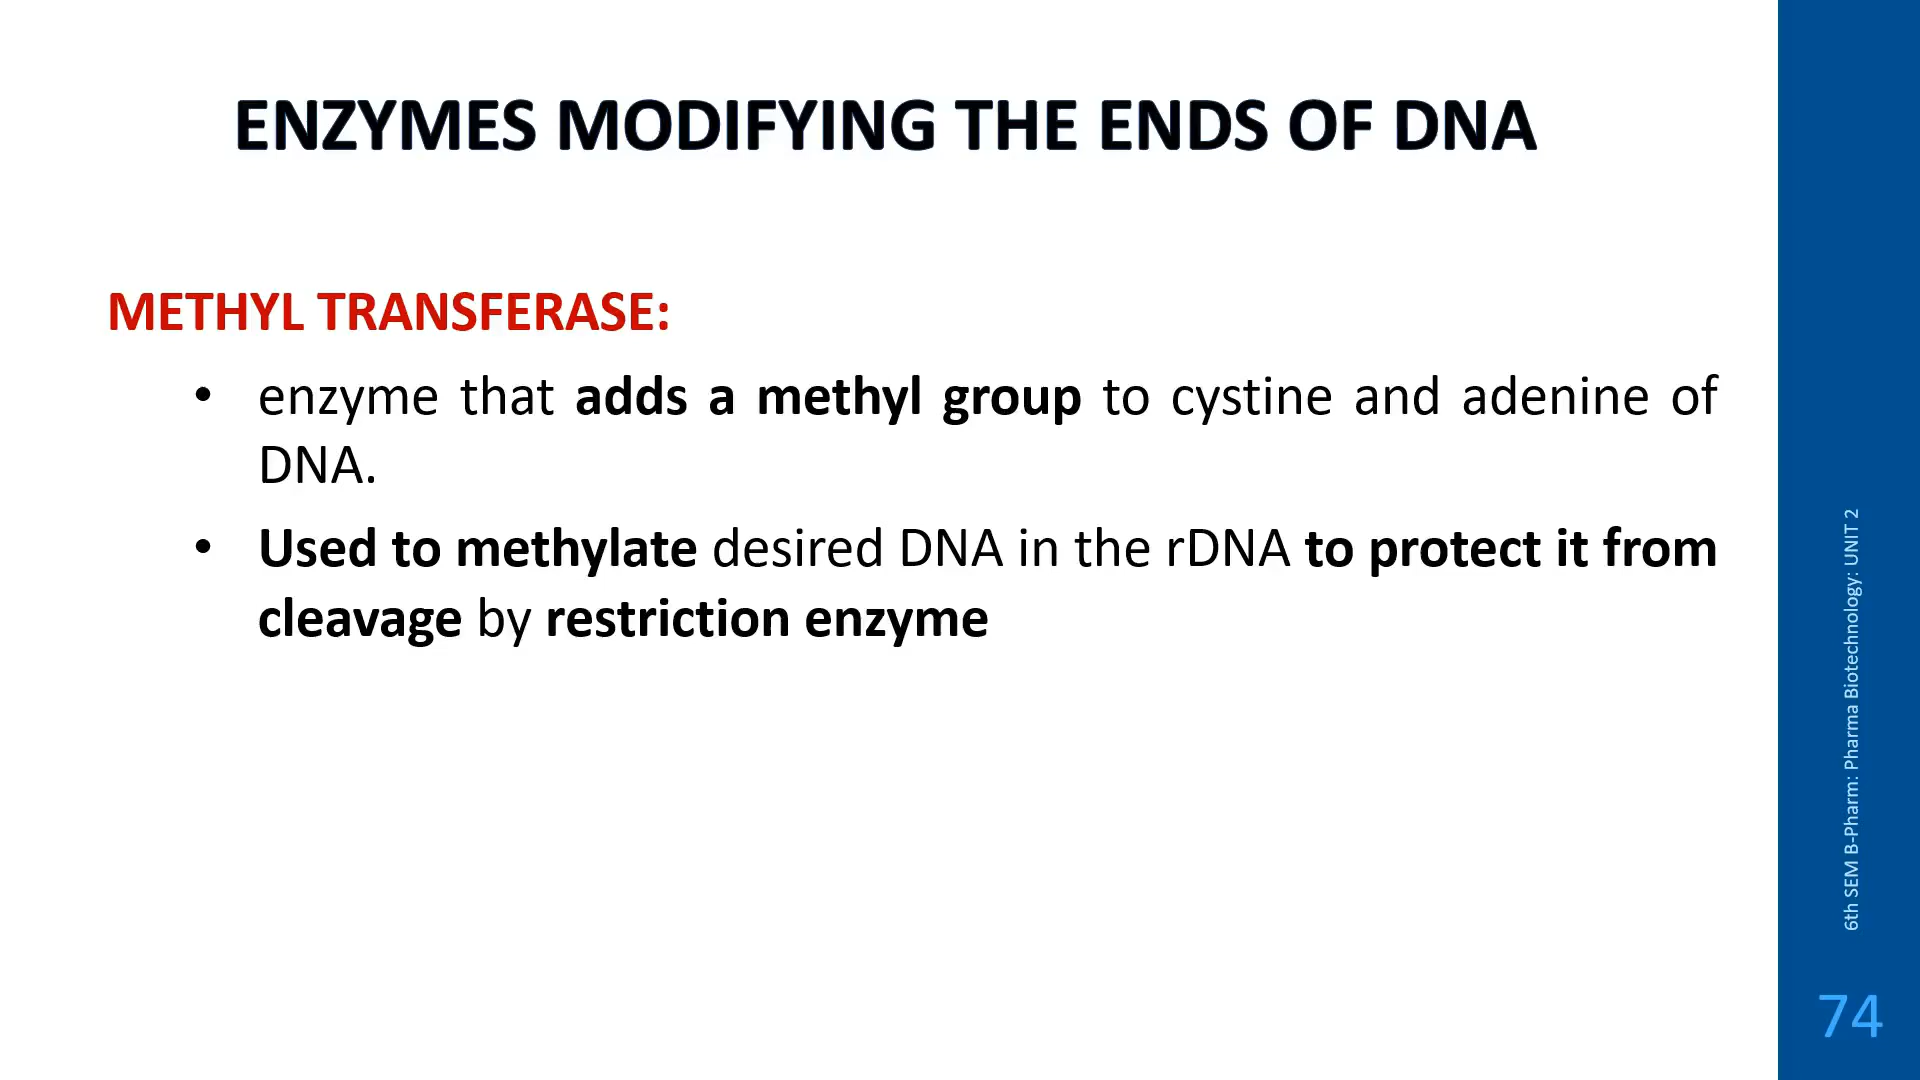 ENZYMES MODIFYING THE ENDS OF DNA
METHYL TRANSFERASE:
• enzyme that adds a methyl group to cystine and adenine of
DNA.
• Used to methylate desired DNA in the rDNA to protect it from
cleavage by restriction enzyme
6th SEM B-Pharm: Pharma Biotechnology: UNIT 2
74